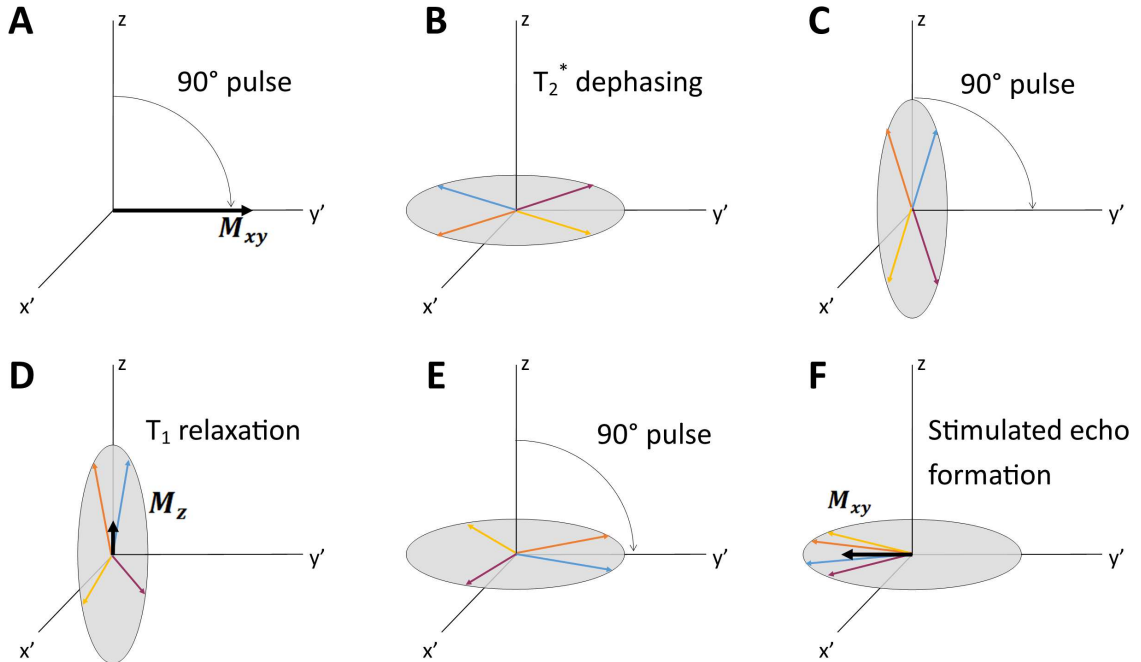 A
z
90° pulse
y'
M_xy
x'
B
z
T₂* dephasing
y'
x'
C
z
90° pulse
y'
x'
D
z
T₁ relaxation
M_z
y'
x'
E
z
90° pulse
y'
x'
F
z
Stimulated echo
formation
M_xy
y'
x'